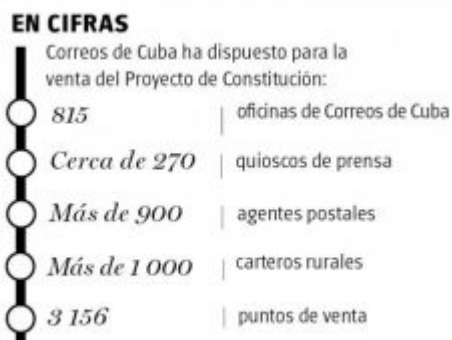 EN CIFRAS
Correos de Cuba ha dispuesto para la
venta del Proyecto de Constitución:
815 oficinas de Correos de Cuba
Cerca de 270 quioscos de prensa
Más de 900 agentes postales
Más de 1 000 carteros rurales
3 156 puntos de venta